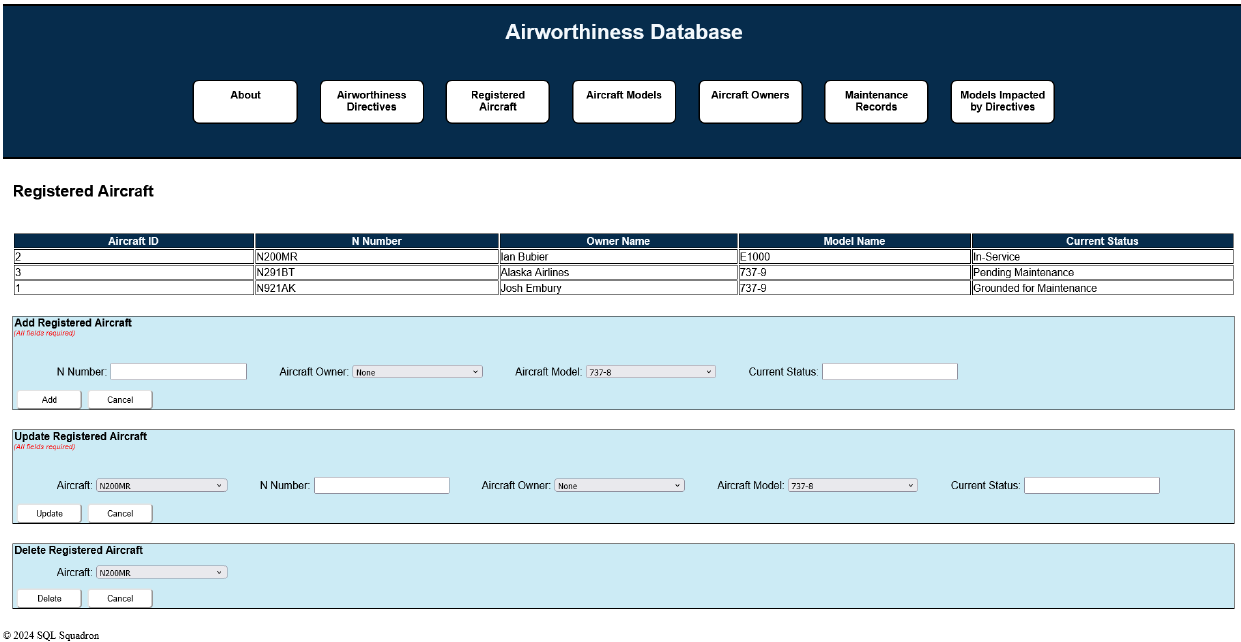 Airworthiness Database
About
Airworthiness
Directives
Registered
Aircraft
Aircraft Models
Aircraft Owners
Maintenance
Records
Models Impacted
by Directives
Registered Aircraft
Aircraft ID N Number Owner Name Model Name Current Status
2 N200MR Ian Bubier E1000 In-Service
3 N291BT Alaska Airlines 737-9 Pending Maintenance
1 N921AK Josh Embury 737-9 Grounded for Maintenance
Add Registered Aircraft
(All fields required)
N Number: Aircraft Owner: None Aircraft Model: 737-8 Current Status:
Add Cancel
Update Registered Aircraft
(All fields required)
Aircraft: N200MR N Number: Aircraft Owner: None Aircraft Model: 737-8 Current Status:
Update Cancel
Delete Registered Aircraft
Aircraft: N200MR
Delete Cancel
© 2024 SQL Squadron